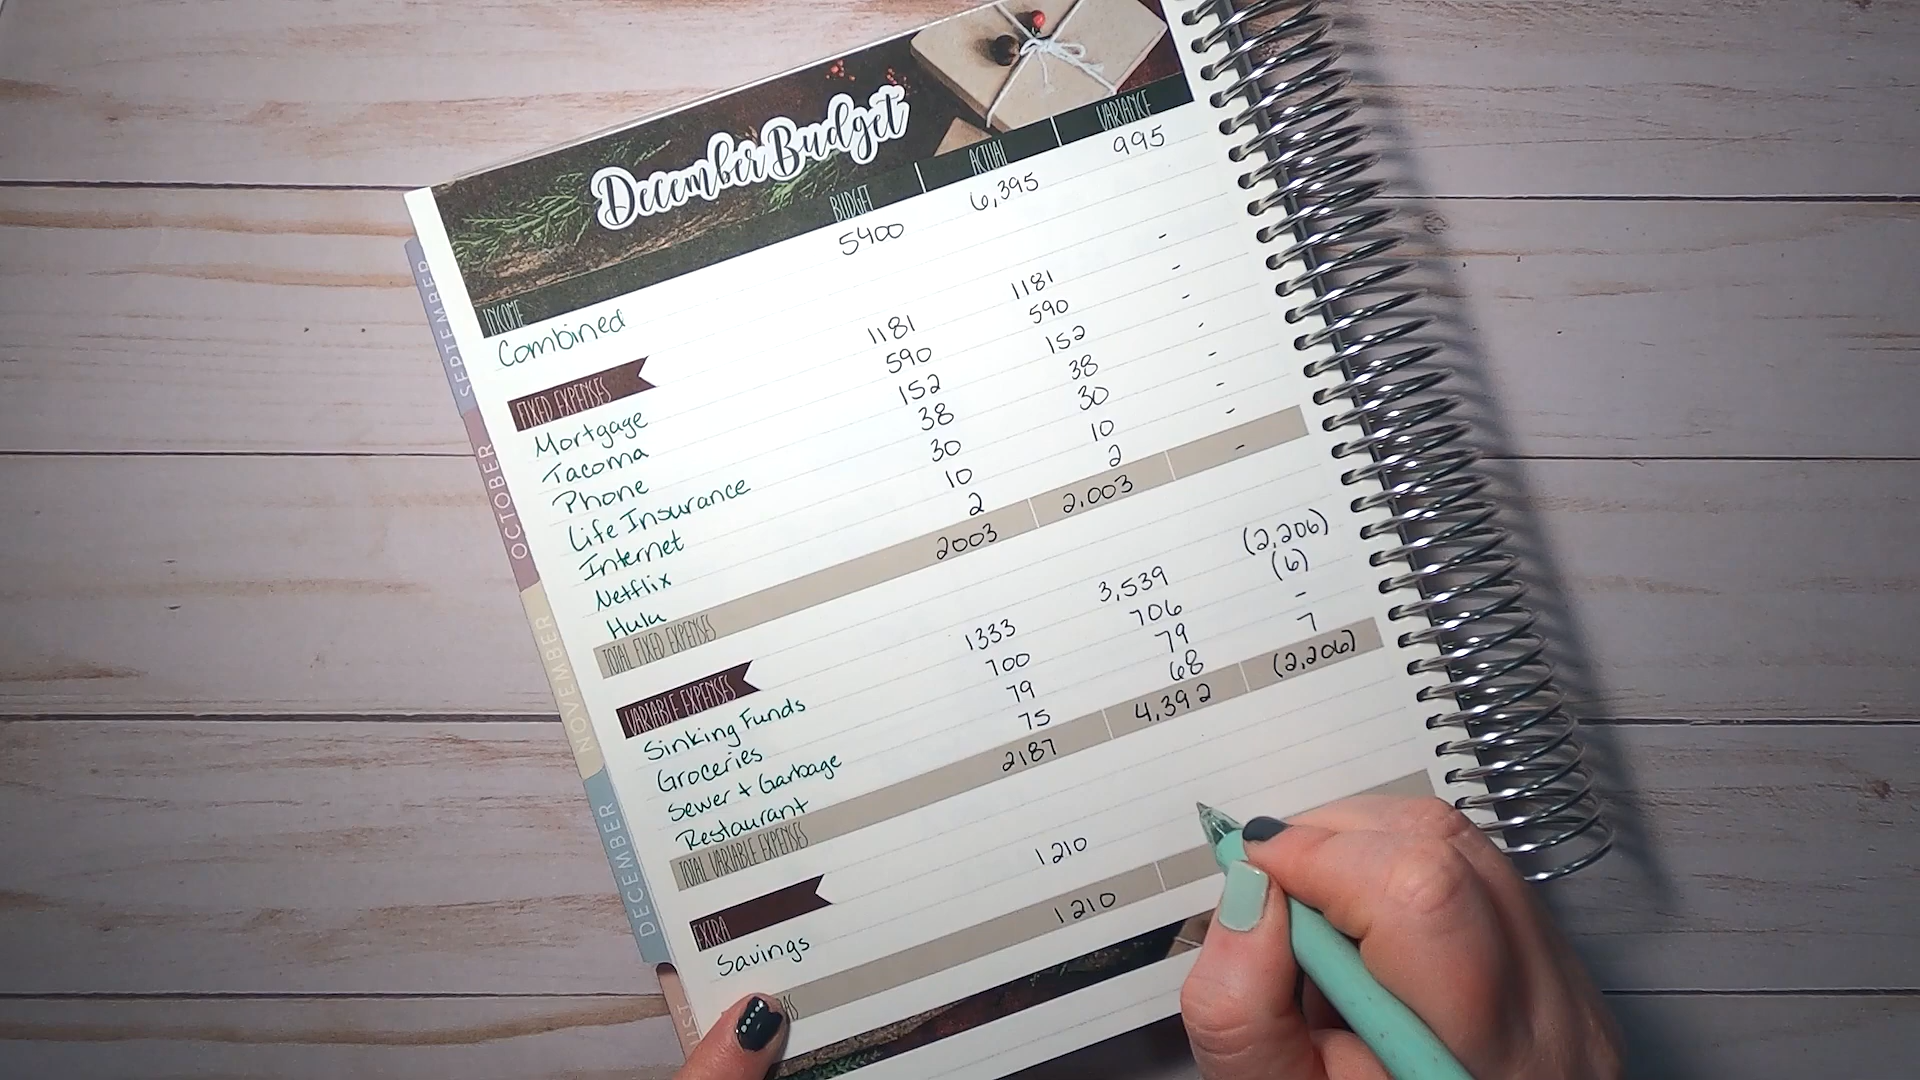 December Budget
INCOME BUDGET ACTUAL VARIANCE
Combined 5400 6,395 995
FIXED EXPENSES
Mortgage 1181 1181 -
Tacoma 590 590 -
Phone 152 152 -
Life Insurance 38 38 -
Internet 30 30 -
Netflix 10 10 -
Hulu 2 2 -
TOTAL FIXED EXPENSES 2003 2,003 -
VARIABLE EXPENSES
Sinking Funds 1333 3,539 (2,206)
Groceries 700 706 (6)
Sewer + Garbage 79 79 -
Restaurant 75 68 7
TOTAL VARIABLE EXPENSES 2187 4,392 (2,206)
EXTRA
Savings 1210
1210
SEPTEMBER
OCTOBER
NOVEMBER
DECEMBER